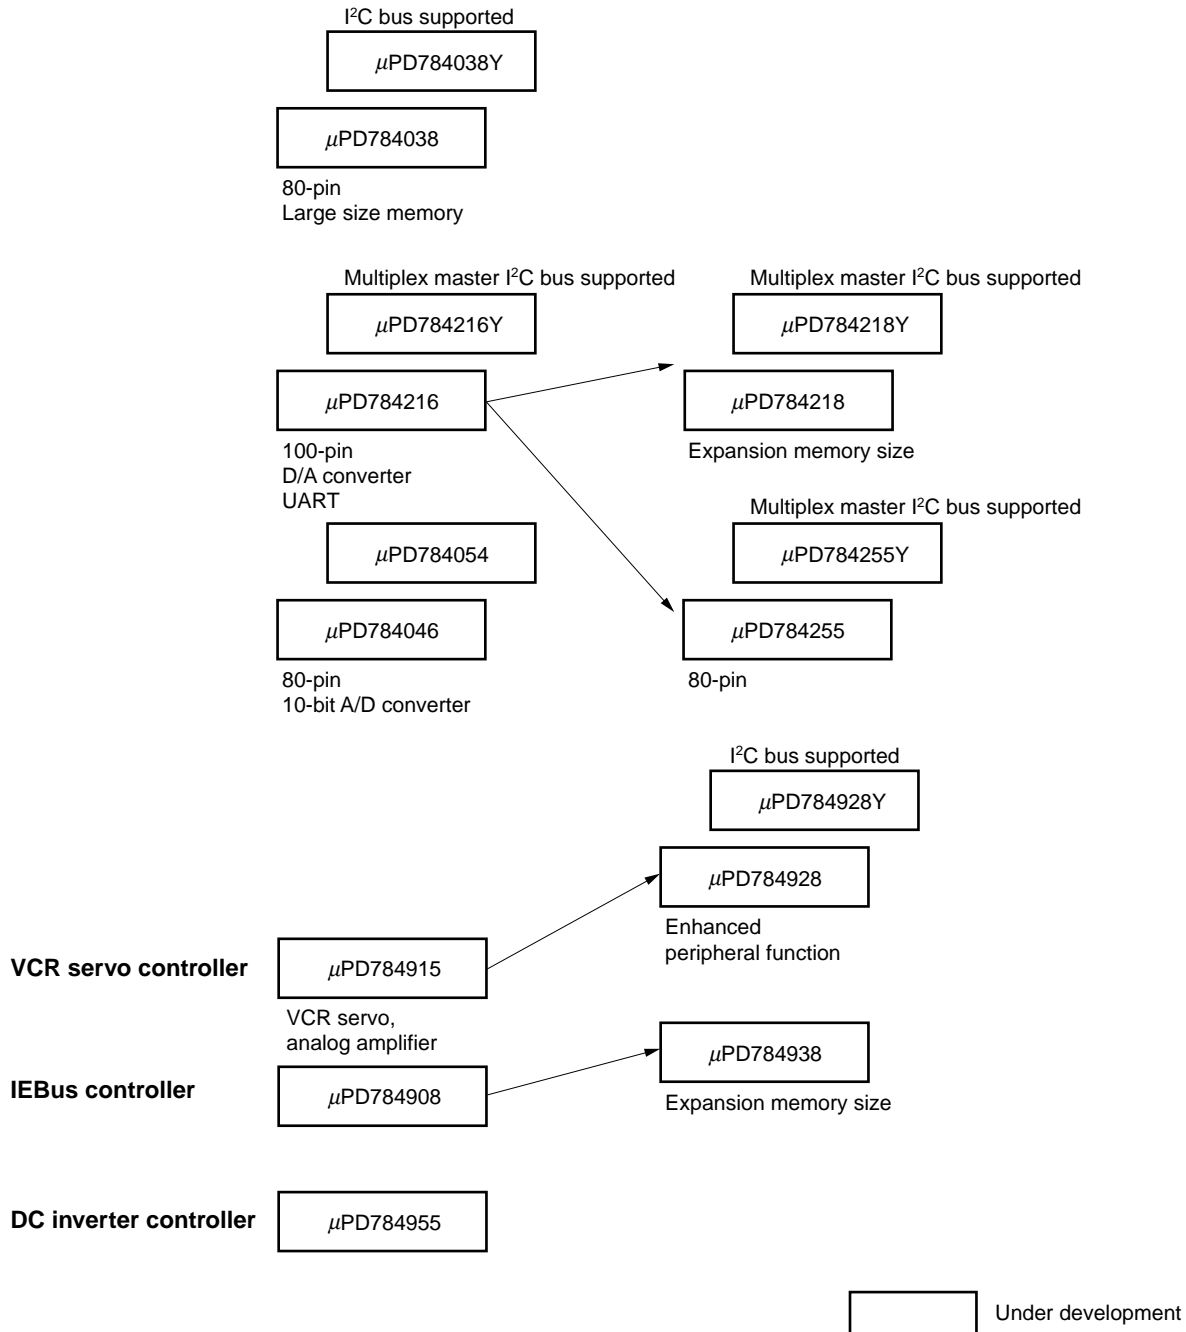 I²C bus supported
μPD784038Y
μPD784038
80-pin
Large size memory
Multiplex master I²C bus supported
μPD784216Y
μPD784216
100-pin
D/A converter
UART
Multiplex master I²C bus supported
μPD784218Y
μPD784218
Expansion memory size
μPD784054
μPD784046
80-pin
10-bit A/D converter
Multiplex master I²C bus supported
μPD784255Y
μPD784255
80-pin
I²C bus supported
μPD784928Y
μPD784928
Enhanced
peripheral function
VCR servo controller
μPD784915
VCR servo,
analog amplifier
IEBus controller
μPD784908
μPD784938
Expansion memory size
DC inverter controller
μPD784955
Under development